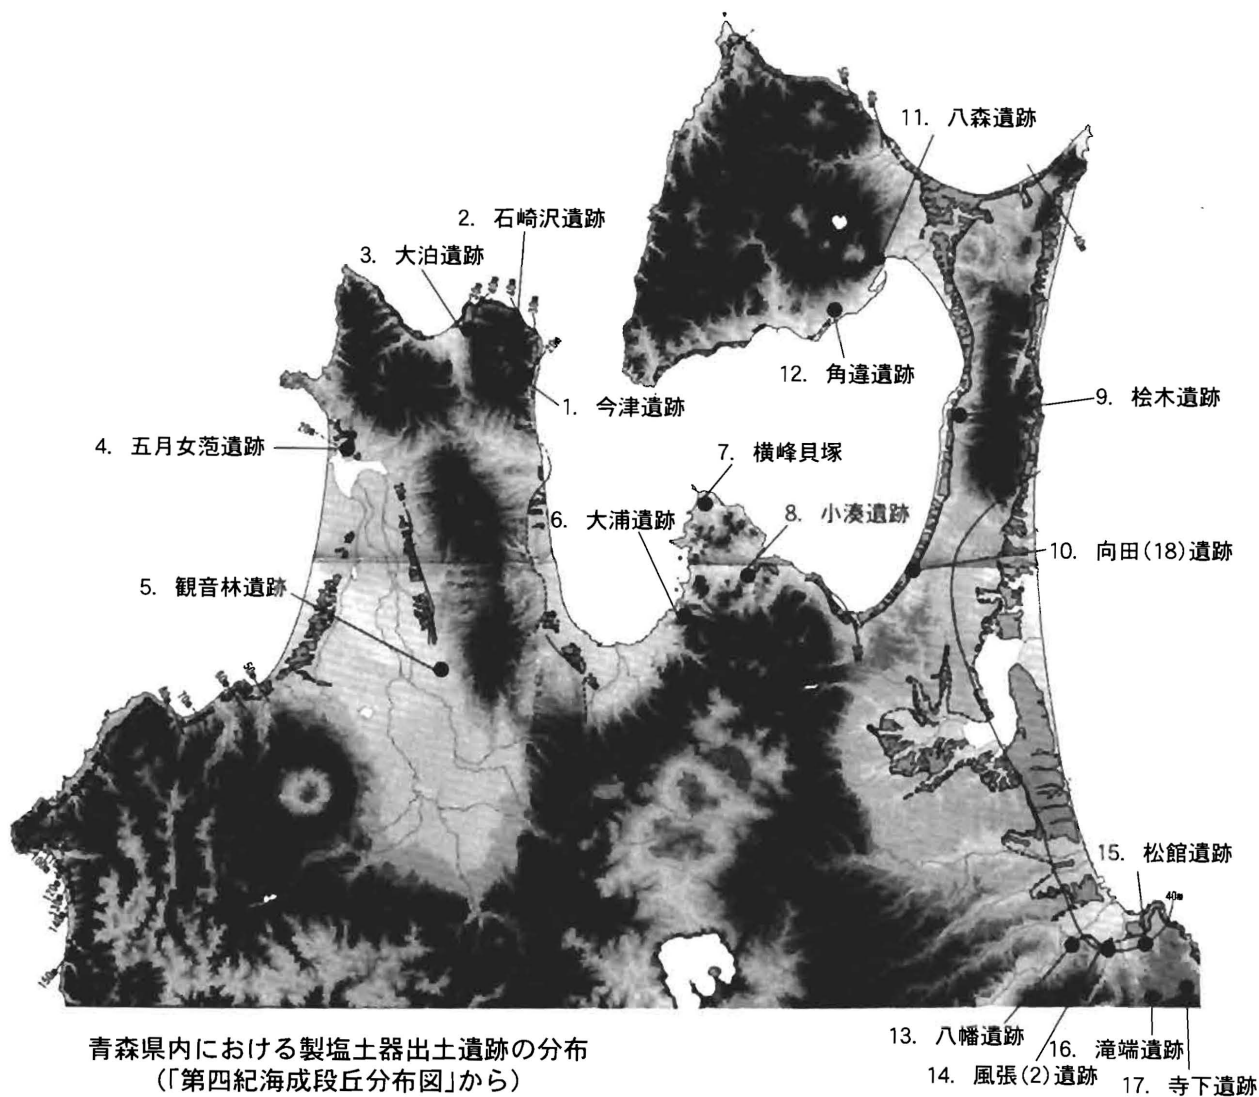 11. 八森遺跡
2. 石崎沢遺跡
3. 大泊遺跡
12. 角違遺跡
9. 桧木遺跡
1. 今津遺跡
4. 五月女萢遺跡
7. 横峰貝塚
8. 小湊遺跡
6. 大浦遺跡
10. 向田(18)遺跡
5. 観音林遺跡
50m
15. 松館遺跡
40m
13. 八幡遺跡
16. 滝端遺跡
14. 風張(2)遺跡
17. 寺下遺跡
青森県内における製塩土器出土遺跡の分布
(「第四紀海成段丘分布図」から)